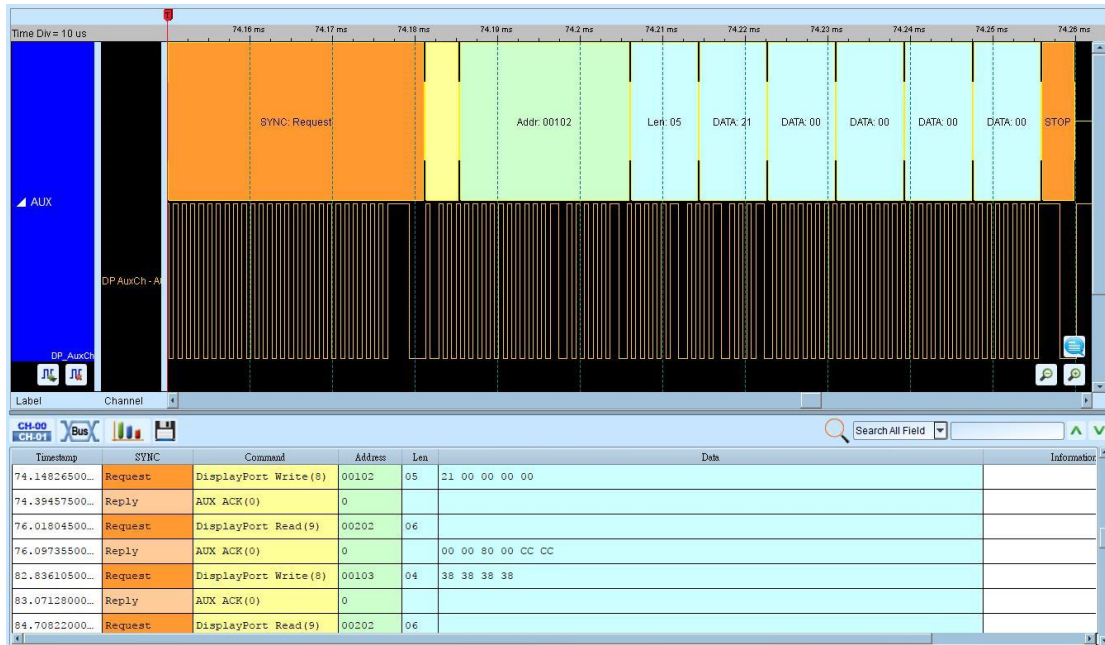 Time Div = 10 us
74.16 ms 74.17 ms 74.18 ms 74.19 ms 74.2 ms 74.21 ms 74.22 ms 74.23 ms 74.24 ms 74.25 ms 74.26 ms
SYNC: Request Addr: 00102 Len: 05 DATA: 21 DATA: 00 DATA: 00 DATA: 00 DATA: 00 STOP
AUX
DP AuxCh - A
DP_AuxCh
Label Channel
CH-00
CH-01
Bus
Search All Field
Timestamp SYNC Command Address Len Data Information
74.14826500... Request DisplayPort Write(8) 00102 05 21 00 00 00 00
74.39457500... Reply AUX ACK(0) 0
76.01804500... Request DisplayPort Read(9) 00202 06
76.09735500... Reply AUX ACK(0) 0 00 00 80 00 CC CC
82.83610500... Request DisplayPort Write(8) 00103 04 38 38 38 38
83.07128000... Reply AUX ACK(0) 0
84.70822000... Request DisplayPort Read(9) 00202 06